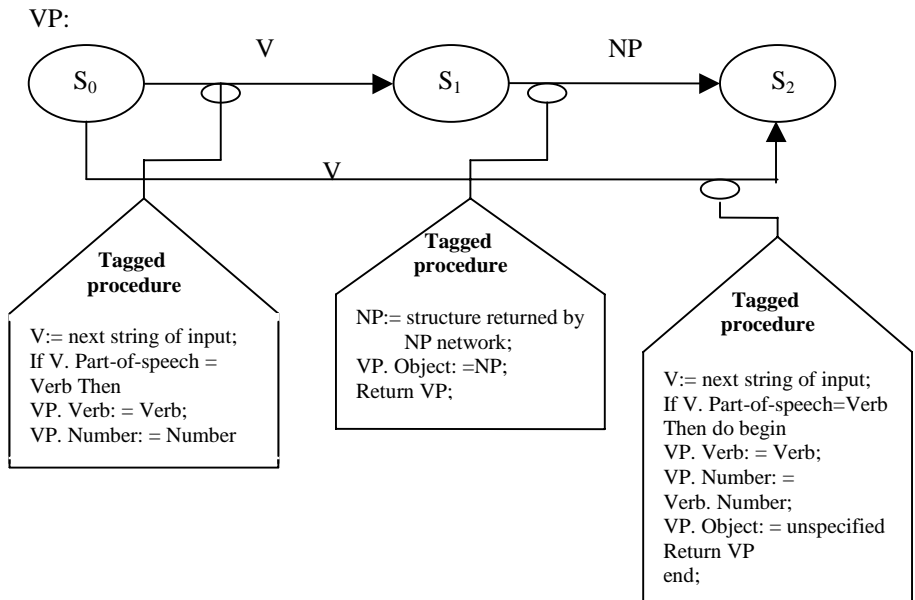 VP:
V
NP
S0
S1
S2
V
Tagged
procedure
V:= next string of input;
If V. Part-of-speech =
Verb Then
VP. Verb: = Verb;
VP. Number: = Number
Tagged
procedure
NP:= structure returned by
NP network;
VP. Object: =NP;
Return VP;
Tagged
procedure
V:= next string of input;
If V. Part-of-speech=Verb
Then do begin
VP. Verb: = Verb;
VP. Number: =
Verb. Number;
VP. Object: = unspecified
Return VP
end;